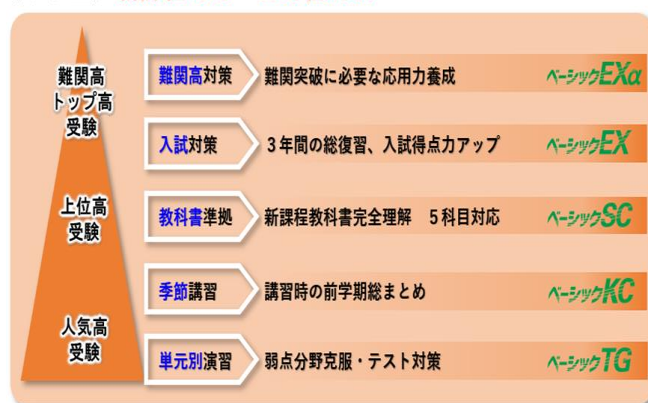 難関高
トップ高
受験
難関高対策
難関突破に必要な応用力養成
ベーシックEXα
入試対策
３年間の総復習、入試得点力アップ
ベーシックEX
上位高
受験
教科書準拠
新課程教科書完全理解　５科目対応
ベーシックSC
季節講習
講習時の前学期総まとめ
ベーシックKC
人気高
受験
単元別演習
弱点分野克服・テスト対策
ベーシックTG